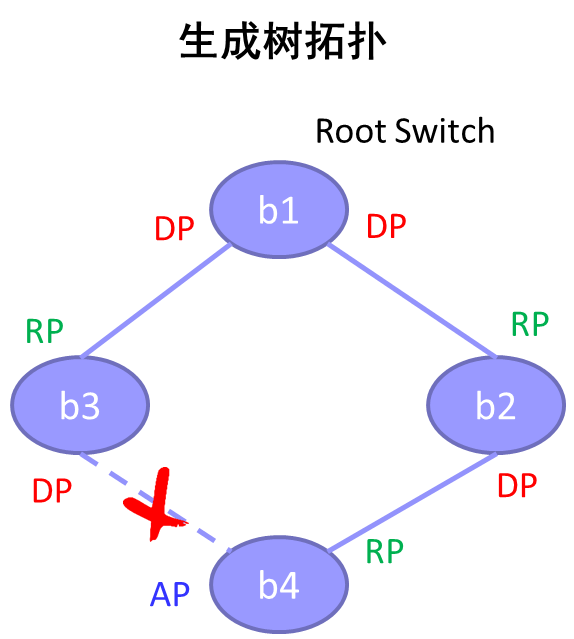 生成树拓扑
Root Switch
b1
DP
DP
RP
RP
b3
b2
DP
DP
RP
AP
b4